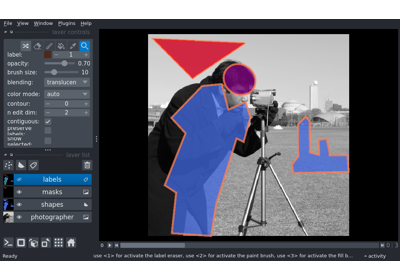 File View Window Plugins Help
layer controls
label: 1
opacity: 0.70
brush size: 10
blending: translucen
color mode: auto
contour: 0
n edit dim: 2
contiguous:
preserve labels:
show selected:
layer list
labels
masks
shapes
photographer
0
Ready
use <1> for activate the label eraser, use <2> for activate the paint brush, use <3> for activate the fill b...
activity